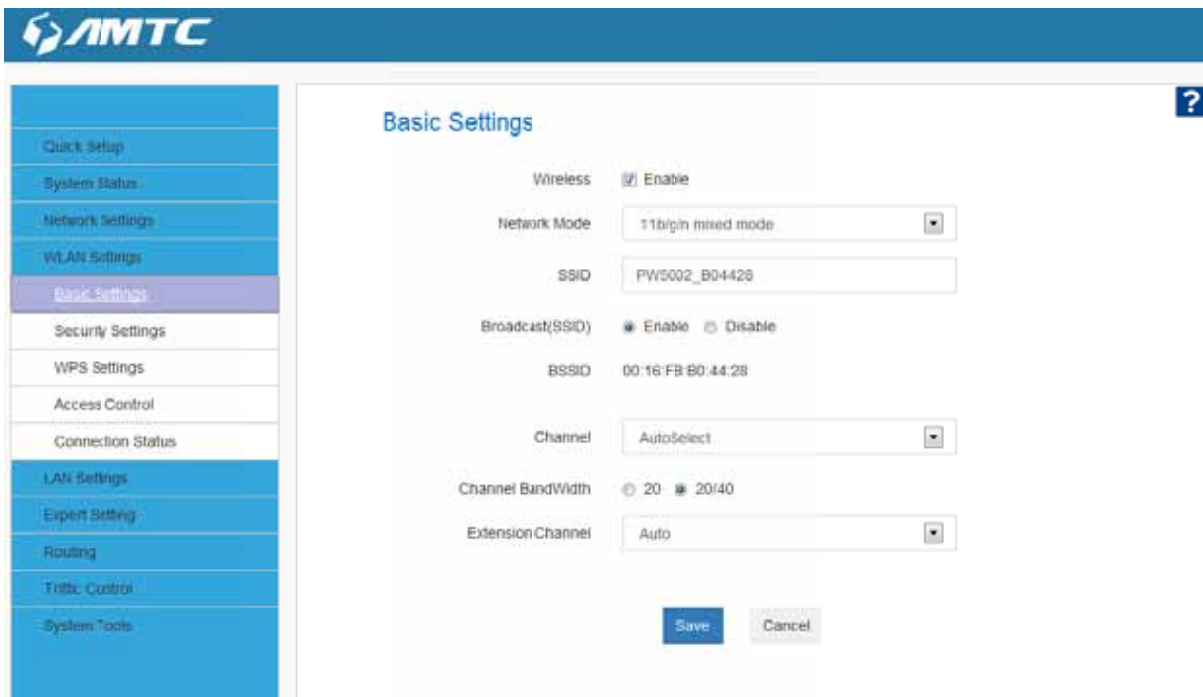 AMTC
?
Quick Setup
System Status
Network Settings
WLAN Settings
Basic Settings
Security Settings
WPS Settings
Access Control
Connection Status
LAN Settings
Expert Setting
Routing
Triffic Control
System Tools
Basic Settings
Wireless Enable
Network Mode 11b/g/n mixed mode
SSID PW5002_B04428
Broadcast(SSID) Enable Disable
BSSID 00:16:FB:B0:44:28
Channel AutoSelect
Channel BandWidth 20 20/40
Extension Channel Auto
Save Cancel